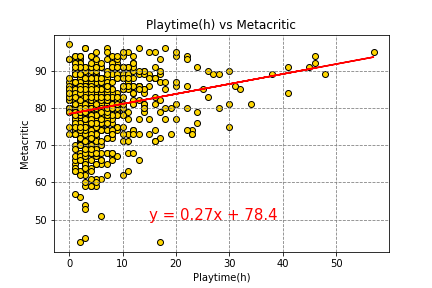 Playtime(h) vs Metacritic
90
80
70
60
50
Metacritic
y = 0.27x + 78.4
0
10
20
30
40
50
Playtime(h)